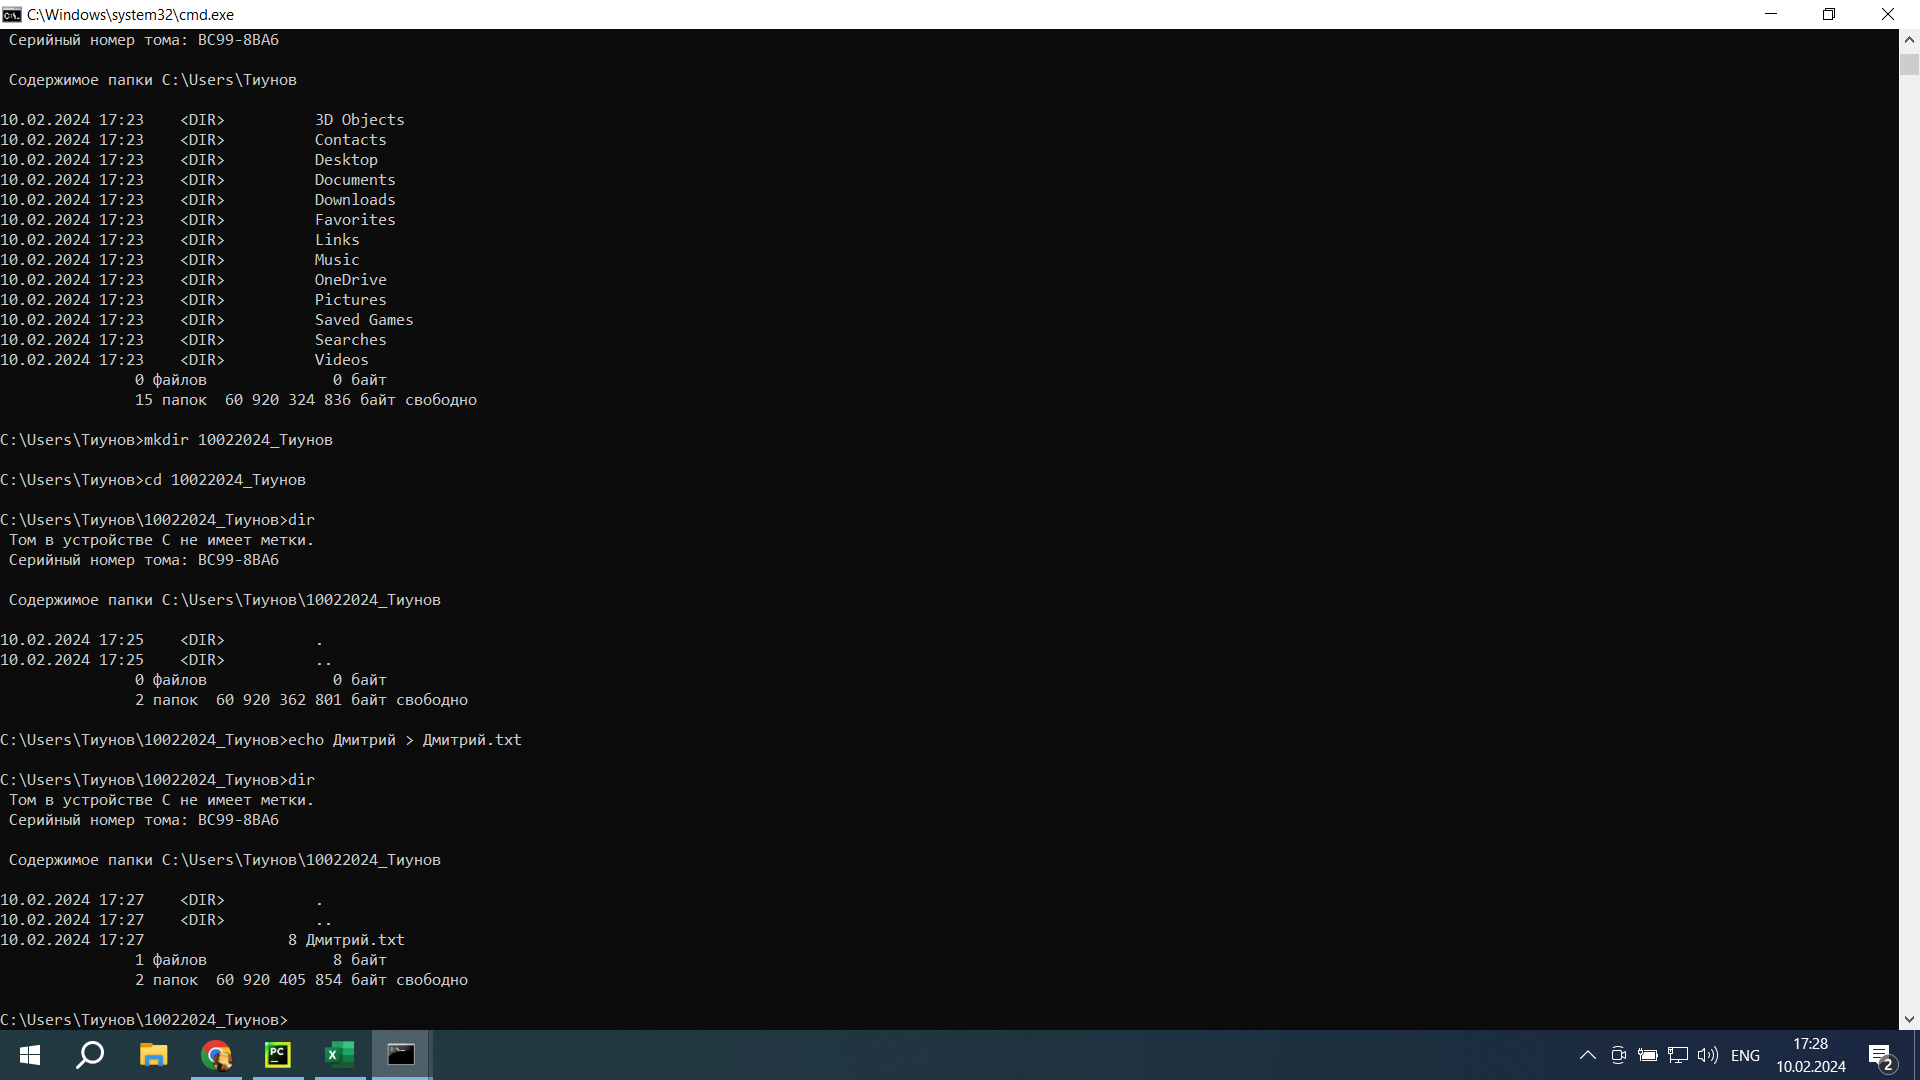 C:\Windows\system32\cmd.exe
Серийный номер тома: BC99-8BA6
Содержимое папки C:\Users\Тиунов
10.02.2024 17:23 <DIR> 3D Objects
10.02.2024 17:23 <DIR> Contacts
10.02.2024 17:23 <DIR> Desktop
10.02.2024 17:23 <DIR> Documents
10.02.2024 17:23 <DIR> Downloads
10.02.2024 17:23 <DIR> Favorites
10.02.2024 17:23 <DIR> Links
10.02.2024 17:23 <DIR> Music
10.02.2024 17:23 <DIR> OneDrive
10.02.2024 17:23 <DIR> Pictures
10.02.2024 17:23 <DIR> Saved Games
10.02.2024 17:23 <DIR> Searches
10.02.2024 17:23 <DIR> Videos
0 файлов 0 байт
15 папок 60 920 324 836 байт свободно
C:\Users\Тиунов>mkdir 10022024_Тиунов
C:\Users\Тиунов>cd 10022024_Тиунов
C:\Users\Тиунов\10022024_Тиунов>dir
Том в устройстве C не имеет метки.
Серийный номер тома: BC99-8BA6
Содержимое папки C:\Users\Тиунов\10022024_Тиунов
10.02.2024 17:25 <DIR> .
10.02.2024 17:25 <DIR> ..
0 файлов 0 байт
2 папок 60 920 362 801 байт свободно
C:\Users\Тиунов\10022024_Тиунов>echo Дмитрий > Дмитрий.txt
C:\Users\Тиунов\10022024_Тиунов>dir
Том в устройстве C не имеет метки.
Серийный номер тома: BC99-8BA6
Содержимое папки C:\Users\Тиунов\10022024_Тиунов
10.02.2024 17:27 <DIR> .
10.02.2024 17:27 <DIR> ..
10.02.2024 17:27 8 Дмитрий.txt
1 файлов 8 байт
2 папок 60 920 405 854 байт свободно
C:\Users\Тиунов\10022024_Тиунов>
PC
X
ENG
17:28
10.02.2024
2